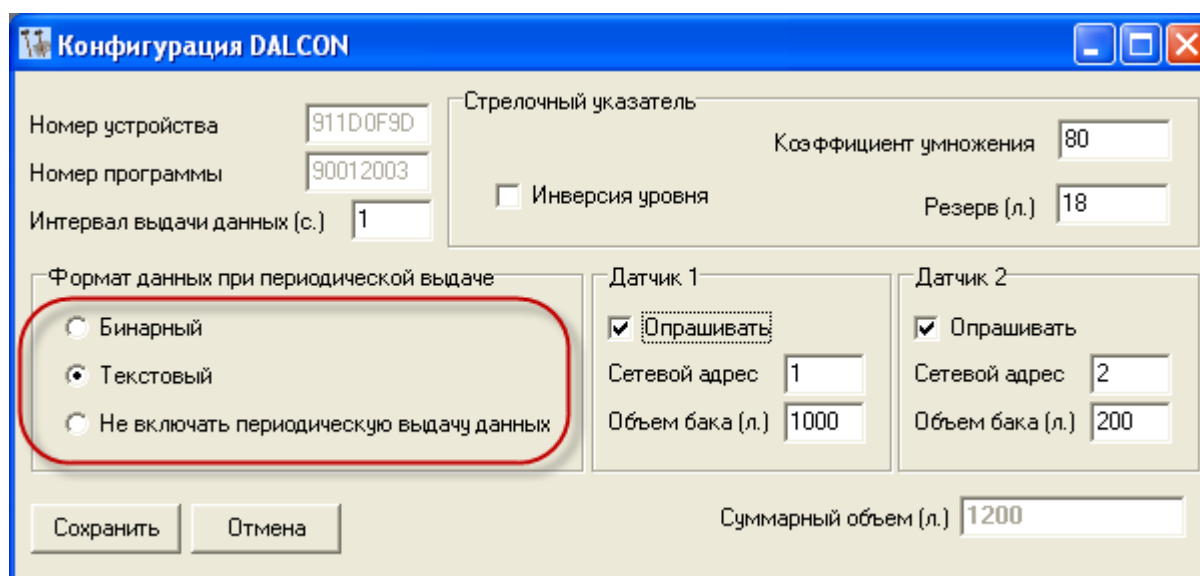 Конфигурация DALCON
Номер устройства 911D0F9D
Номер программы 90012003
Интервал выдачи данных (с.) 1
Стрелочный указатель
Коэффициент умножения 80
Инверсия уровня
Резерв (л.) 18
Формат данных при периодической выдаче
Бинарный
Текстовый
Не включать периодическую выдачу данных
Датчик 1
Опрашивать
Сетевой адрес 1
Объем бака (л.) 1000
Датчик 2
Опрашивать
Сетевой адрес 2
Объем бака (л.) 200
Сохранить
Отмена
Суммарный объем (л.) 1200